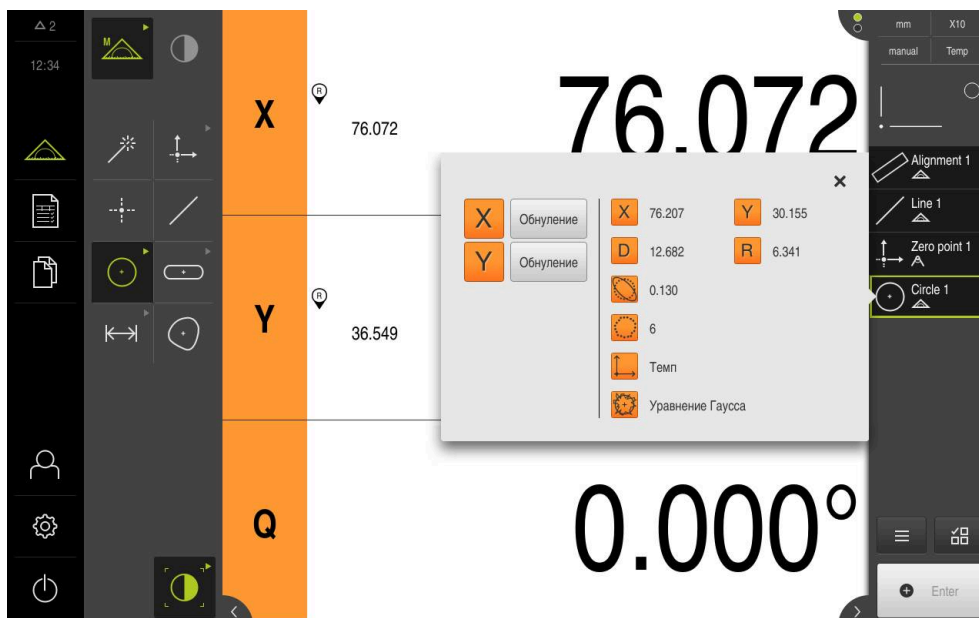 2
12:34
M
X
R
76.072
76.072
Y
R
36.549
Q
0.000°
X Обнуление
Y Обнуление
X 76.207 Y 30.155
D 12.682 R 6.341
0.130
6
Темп
Уравнение Гаусса
mm X10
manual Temp
Alignment 1
Line 1
Zero point 1
Circle 1
Enter